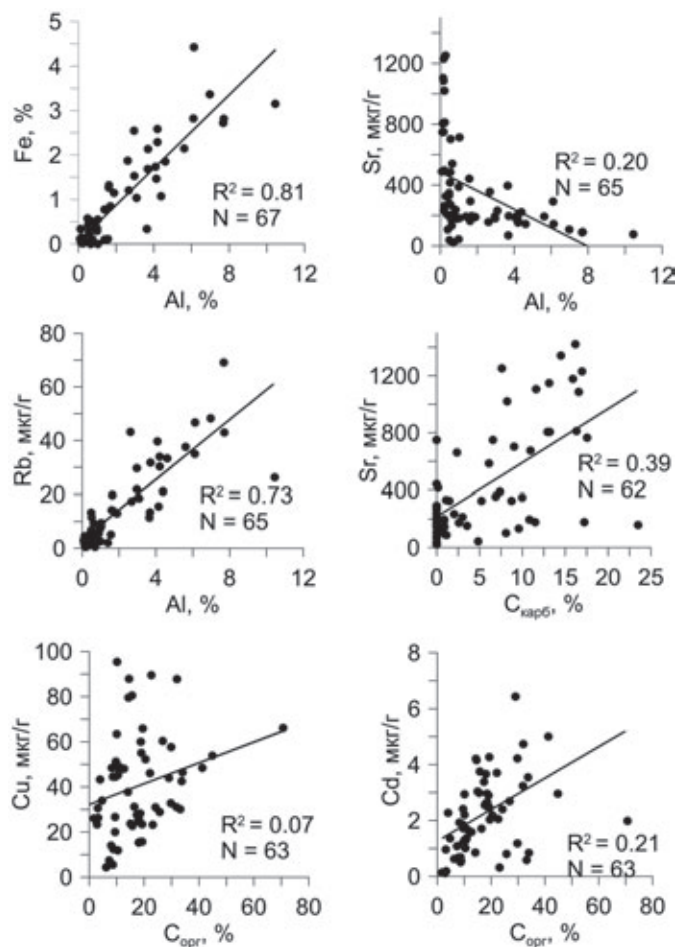 5
4
3
2
1
0
Fe, %
R² = 0.81
N = 67
0 4 8 12
Al, %
1200
800
400
0
Sr, мкг/г
R² = 0.20
N = 65
0 4 8 12
Al, %
80
60
40
20
0
Rb, мкг/г
R² = 0.73
N = 65
0 4 8 12
Al, %
1200
800
400
0
Sr, мкг/г
R² = 0.39
N = 62
0 5 10 15 20 25
Cкарб, %
100
80
60
40
20
0
Cu, мкг/г
R² = 0.07
N = 63
0 20 40 60 80
Cорг, %
8
6
4
2
0
Cd, мкг/г
R² = 0.21
N = 63
0 20 40 60 80
Cорг, %